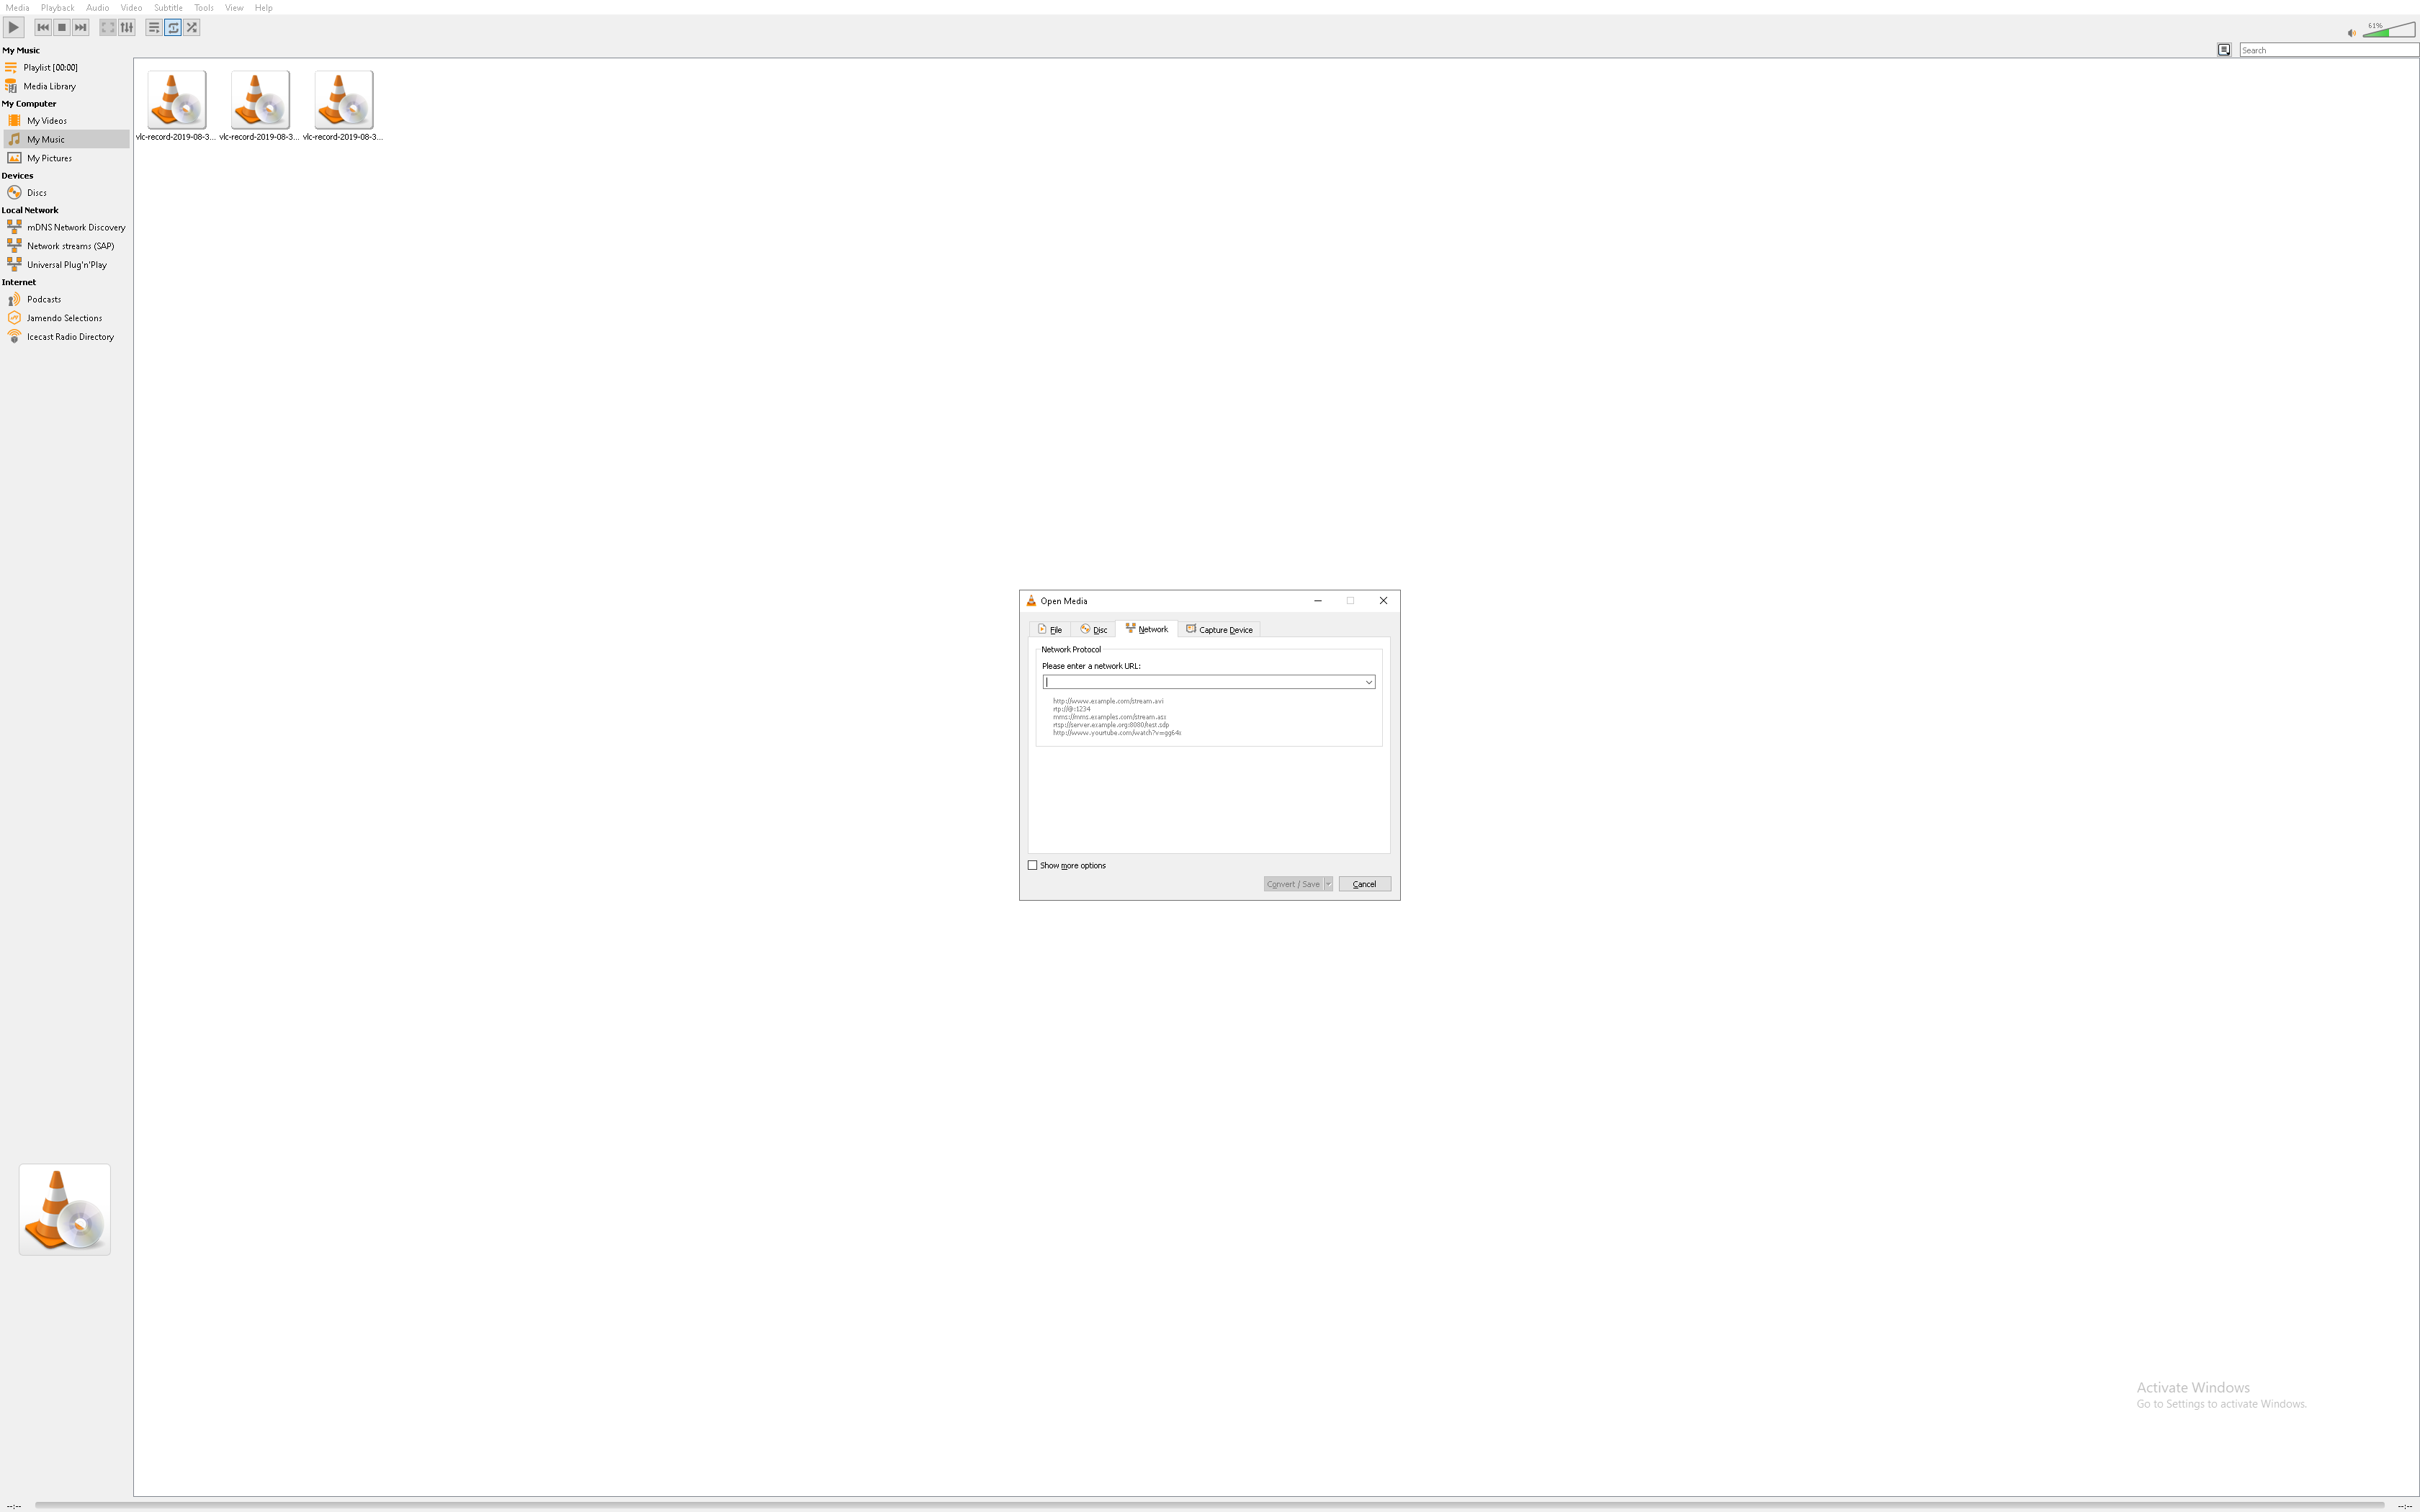 Media Playback Audio Video Subtitle Tools View Help
61%
My Music
Search
Playlist [00:00]
Media Library
My Computer
My Videos
My Music
My Pictures
Devices
Discs
Local Network
mDNS Network Discovery
Network streams (SAP)
Universal Plug'n'Play
Internet
Podcasts
Jamendo Selections
Icecast Radio Directory
vlc-record-2019-08-3... vlc-record-2019-08-3... vlc-record-2019-08-3...
Open Media
File Disc Network Capture Device
Network Protocol
Please enter a network URL:
http://www.example.com/stream.avi
rtp://@:1234
mms://mms.examples.com/stream.asx
rtsp://server.example.org:8080/test.sdp
http://www.yourtube.com/watch?v=gg64x
Show more options
Convert / Save Cancel
Activate Windows
Go to Settings to activate Windows.
--:-- --:--